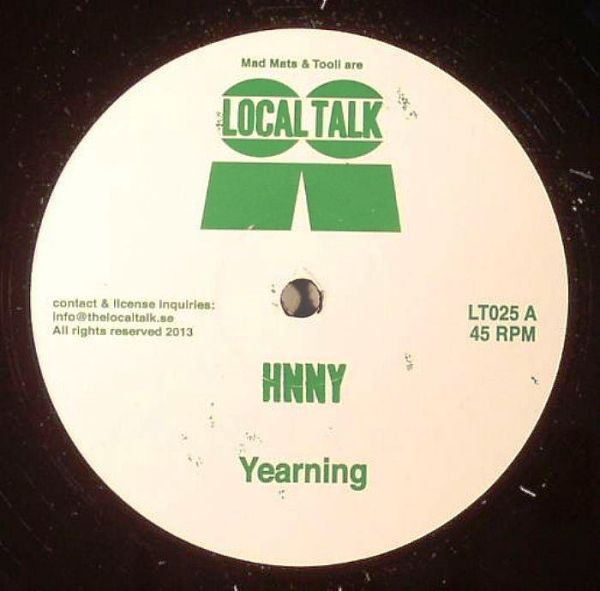 Mad Mats & Tooli are
LOCAL TALK
contact & license inquiries:
info@thelocaltalk.se
All rights reserved 2013
LT025 A
45 RPM
HNNY
Yearning